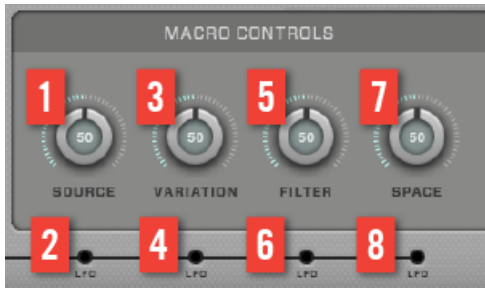 MACRO CONTROLS
1 3 5 7
50 50 50 50
SOURCE VARIATION FILTER SPACE
2 4 6 8
LFO LFO LFO LFO